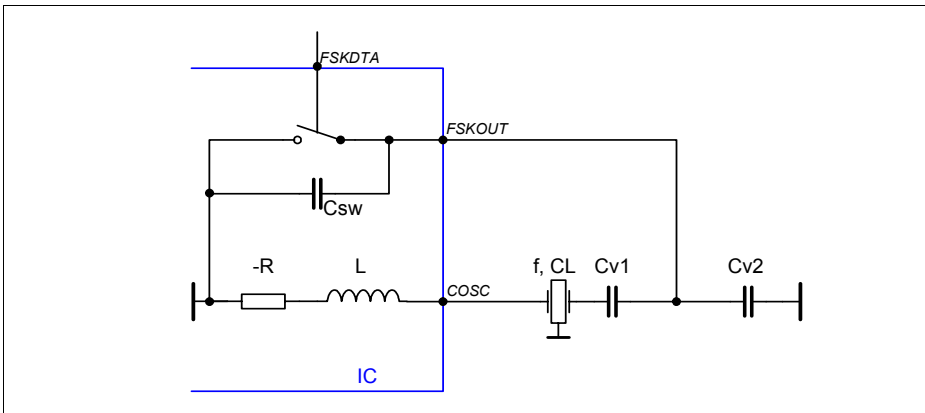 FSKDTA
FSKOUT
Csw
-R L f, CL Cv1 Cv2
COSC
IC